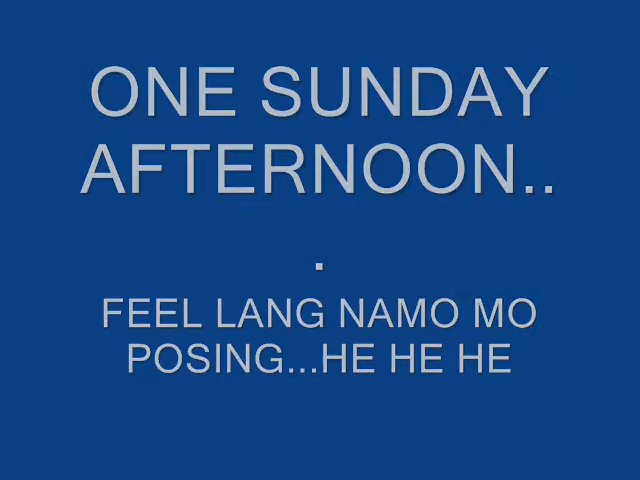 ONE SUNDAY
AFTERNOON..
.
FEEL LANG NAMO MO
POSING...HE HE HE